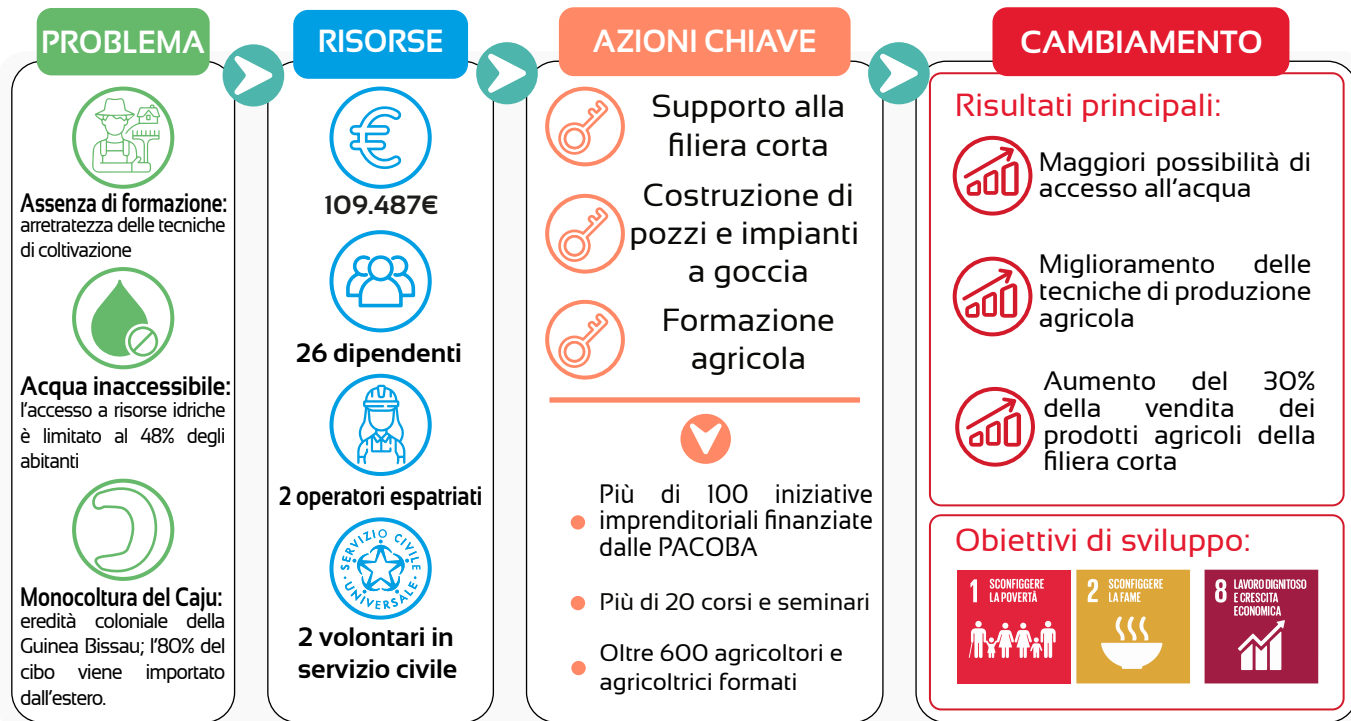 PROBLEMA
Assenza di formazione:
arretratezza delle tecniche
di coltivazione
Acqua inaccessibile:
l'accesso a risorse idriche
è limitato al 48% degli
abitanti
Monocoltura del Caju:
eredità coloniale della
Guinea Bissau; l'80% del
cibo viene importato
dall'estero.
RISORSE
109.487€
26 dipendenti
2 operatori espatriati
SERVIZIO CIVILE
UNIVERSALE
2 volontari in
servizio civile
AZIONI CHIAVE
Supporto alla
filiera corta
Costruzione di
pozzi e impianti
a goccia
Formazione
agricola
Più di 100 iniziative
imprenditoriali finanziate
dalle PACOBA
Più di 20 corsi e seminari
Oltre 600 agricoltori e
agricoltrici formati
CAMBIAMENTO
Risultati principali:
Maggiori possibilità di
accesso all'acqua
Miglioramento delle
tecniche di produzione
agricola
Aumento del 30%
della vendita dei
prodotti agricoli della
filiera corta
Obiettivi di sviluppo:
1 SCONFIGGERE
LA POVERTÀ
2 SCONFIGGERE
LA FAME
8 LAVORO DIGNITOSO
E CRESCITA
ECONOMICA